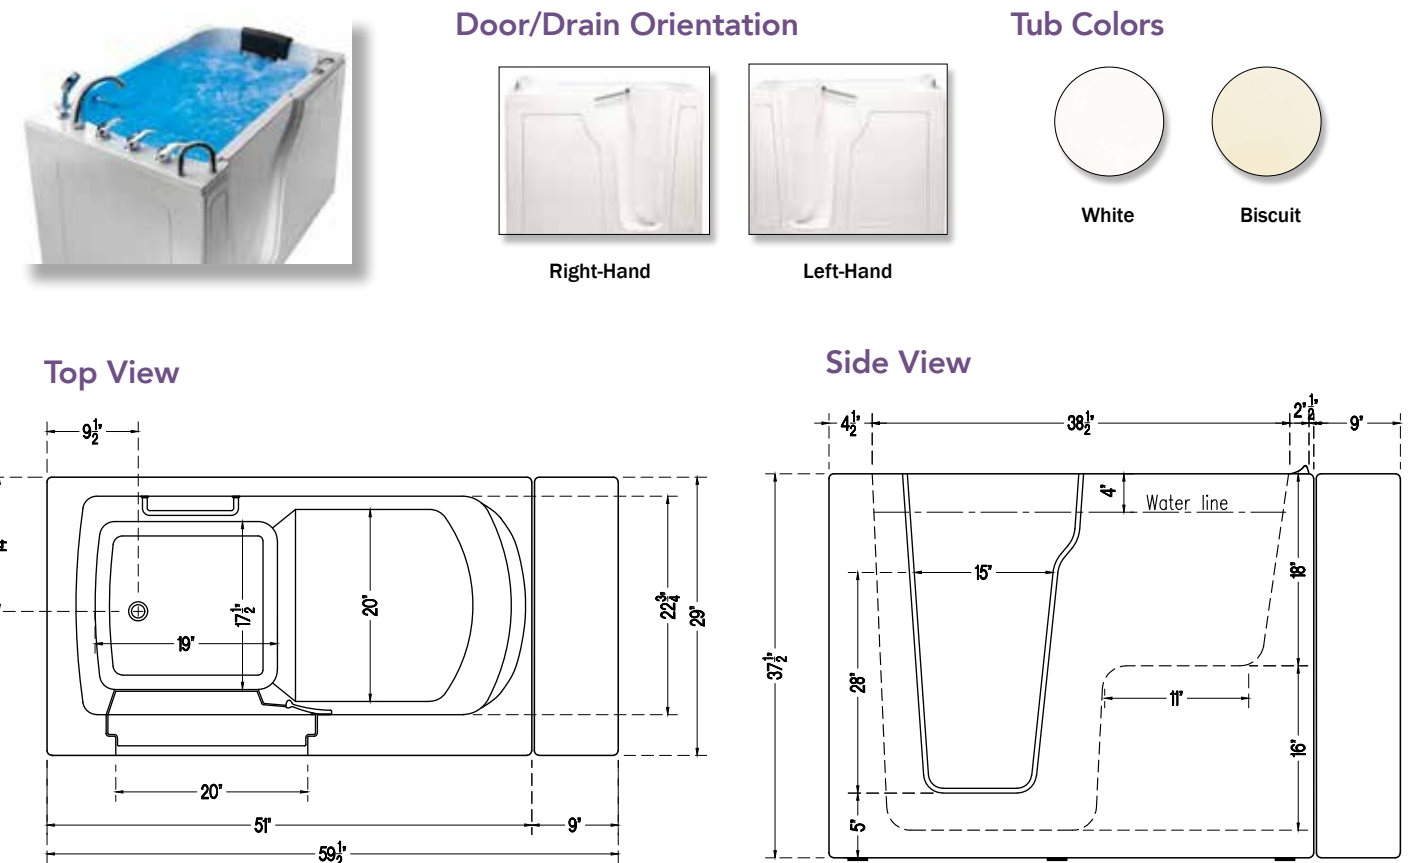 Door/Drain Orientation
Tub Colors
Right-Hand
Left-Hand
White
Biscuit
Top View
Side View
9½"
17½"
19"
20"
22¾"
29"
20"
51"
9"
59½"
4½"
38½"
2"½"
9"
4"
Water line
15"
18"
37½"
28"
11"
16"
5"